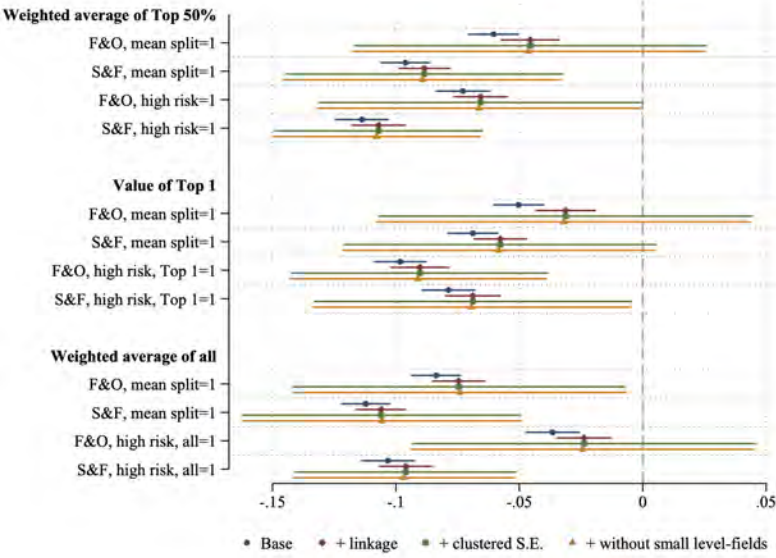 Weighted average of Top 50%
F&O, mean split=1
S&F, mean split=1
F&O, high risk=1
S&F, high risk=1
Value of Top 1
F&O, mean split=1
S&F, mean split=1
F&O, high risk, Top 1=1
S&F, high risk, Top 1=1
Weighted average of all
F&O, mean split=1
S&F, mean split=1
F&O, high risk, all=1
S&F, high risk, all=1
-.15 -.1 -.05 0 .05
Base + linkage + clustered S.E. + without small level-fields